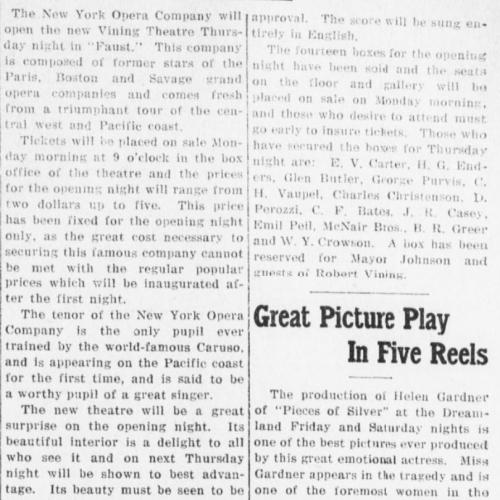 The New York Opera Company will
open the new Vining Theatre Thurs-
day night in "Faust." This company
is composed of former stars of the
Paris, Boston and Savage grand
opera companies and comes fresh
from a triumphant tour of the cen-
tral west and Pacific coast.
Tickets will be placed on sale Mon-
day morning at 9 o'clock in the box
office of the theatre and the prices
for the opening night will range from
two dollars up to five. This price
has been fixed for the opening night
only, as the great cost necessary to
securing this famous company cannot
be met with the regular popular
prices which will be inaugurated af-
ter the first night.
The tenor of the New York Opera
Company is the only pupil ever
trained by the world-famous Caruso,
and is appearing on the Pacific coast
for the first time, and is said to be
a worthy pupil of a great singer.
The new theatre will be a great
surprise on the opening night. Its
beautiful interior is a delight to all
who see it and on next Thursday
night will be shown to best advan-
tage. Its beauty must be seen to be
approval. The score will be sung en-
tirely in English.
The fourteen boxes for the opening
night have been sold and the seats
on the floor and gallery will be
placed on sale on Monday morning,
and those who desire to attend must
go early to insure tickets. Those who
have secured the boxes for Thursday
night are: E. V. Carter, H. G. End-
ers, Glen Butler, George Purvis, C.
H. Vaupel, Charles Christenson, D.
Perozzi, C. F. Bates, J. R. Casey,
Emil Peil, McNair Bros., B. R. Greer
and W. Y. Crowson. A box has been
reserved for Mayor Johnson and
guests of Robert Vining.
Great Picture Play
In Five Reels
The production of Helen Gardner
of "Pieces of Silver" at the Dream-
land Friday and Saturday nights is
one of the best pictures ever produced
by this great emotional actress. Miss
Gardner appears in the tragedy and is
one of the foremost women in the